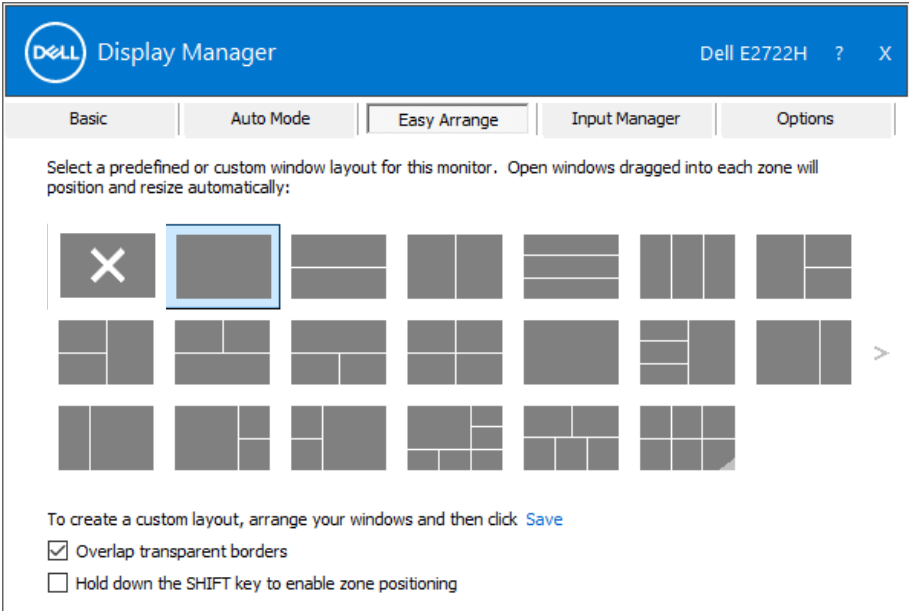 DELL Display Manager
Dell E2722H ? X
Basic Auto Mode Easy Arrange Input Manager Options
Select a predefined or custom window layout for this monitor. Open windows dragged into each zone will
position and resize automatically:
>
To create a custom layout, arrange your windows and then click Save
Overlap transparent borders
Hold down the SHIFT key to enable zone positioning